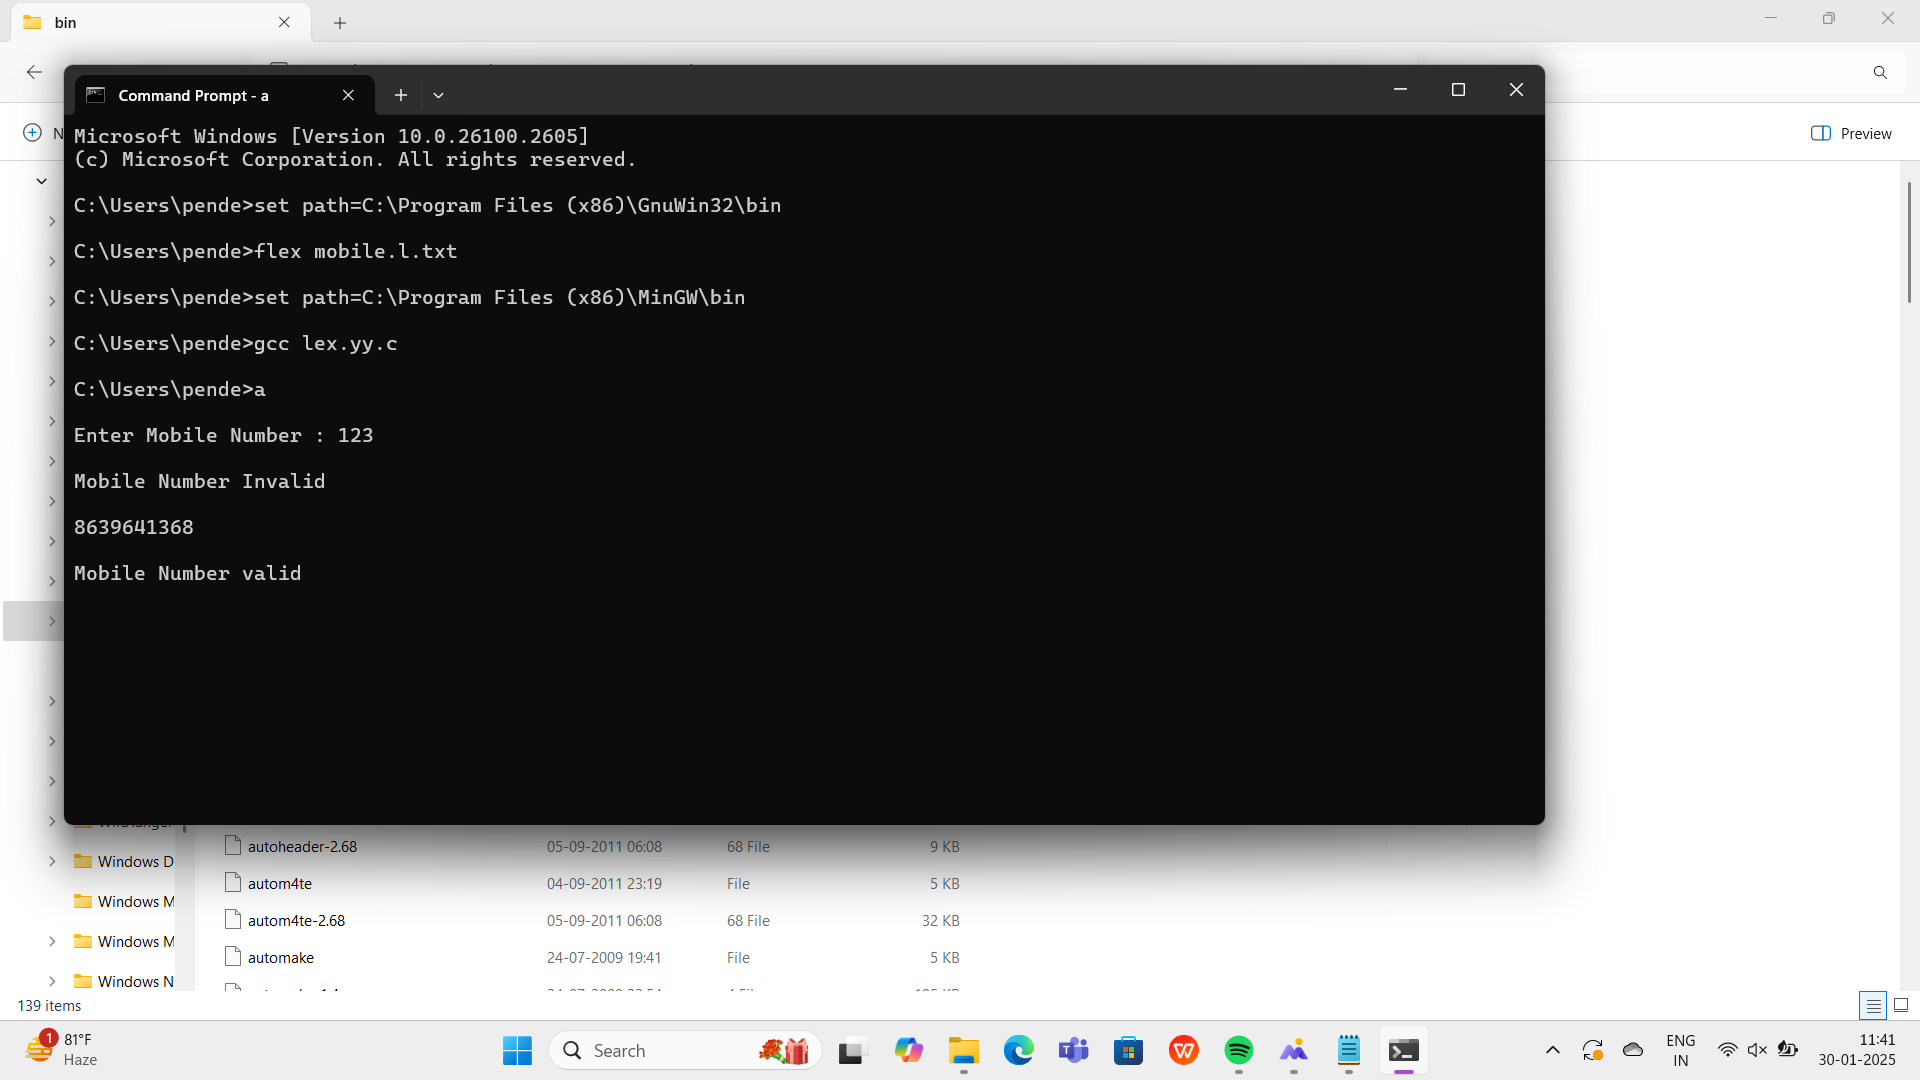 bin
Command Prompt - a
N
Preview
Microsoft Windows [Version 10.0.26100.2605]
(c) Microsoft Corporation. All rights reserved.
C:\Users\pende>set path=C:\Program Files (x86)\GnuWin32\bin
C:\Users\pende>flex mobile.l.txt
C:\Users\pende>set path=C:\Program Files (x86)\MinGW\bin
C:\Users\pende>gcc lex.yy.c
C:\Users\pende>a
Enter Mobile Number : 123
Mobile Number Invalid
8639641368
Mobile Number valid
autoheader-2.68 05-09-2011 06:08 68 File 9 KB
Windows D
autom4te 04-09-2011 23:19 File 5 KB
Windows M
autom4te-2.68 05-09-2011 06:08 68 File 32 KB
Windows M
automake 24-07-2009 19:41 File 5 KB
Windows N
139 items
1
81°F
Haze
Search
ENG
IN
11:41
30-01-2025